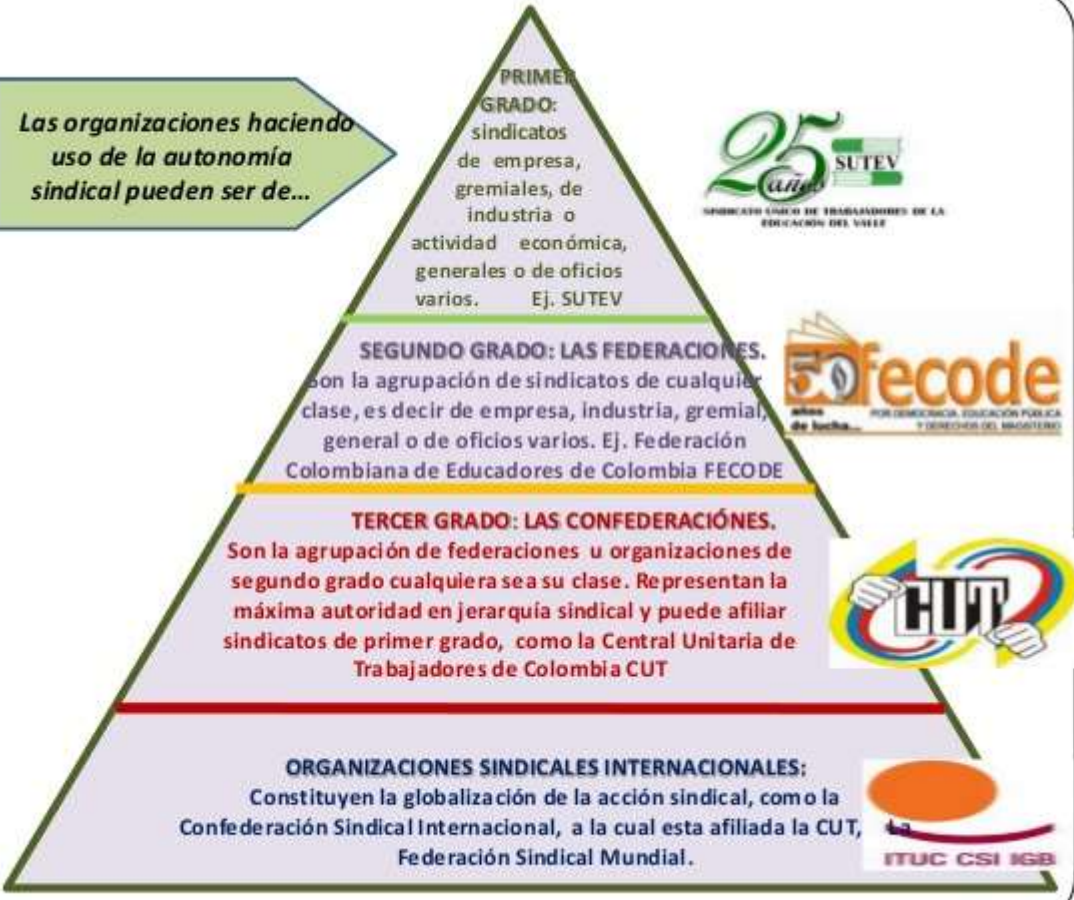 Las organizaciones haciendo
uso de la autonomía
sindical pueden ser de...
PRIMER
GRADO:
sindicatos
de empresa,
gremiales, de
industria o
actividad económica,
generales o de oficios
varios. Ej. SUTEV
25
años
SUTEV
SINDICATO UNICO DE TRABAJADORES DE LA
EDUCACIÓN DEL VALLE
SEGUNDO GRADO: LAS FEDERACIONES.
Son la agrupación de sindicatos de cualquier
clase, es decir de empresa, industria, gremial,
general o de oficios varios. Ej. Federación
Colombiana de Educadores de Colombia FECODE
50 fecode
años
de lucha...
POR DEMOCRACIA, EDUCACIÓN PÚBLICA
Y DERECHOS DEL MAGISTERIO
TERCER GRADO: LAS CONFEDERACIÓNES.
Son la agrupación de federaciones u organizaciones de
segundo grado cualquiera sea su clase. Representan la
máxima autoridad en jerarquía sindical y puede afiliar
sindicatos de primer grado, como la Central Unitaria de
Trabajadores de Colombia CUT
CUT
ORGANIZACIONES SINDICALES INTERNACIONALES:
Constituyen la globalización de la acción sindical, como la
Confederación Sindical Internacional, a la cual esta afiliada la CUT, La
Federación Sindical Mundial.
ITUC CSI IGB